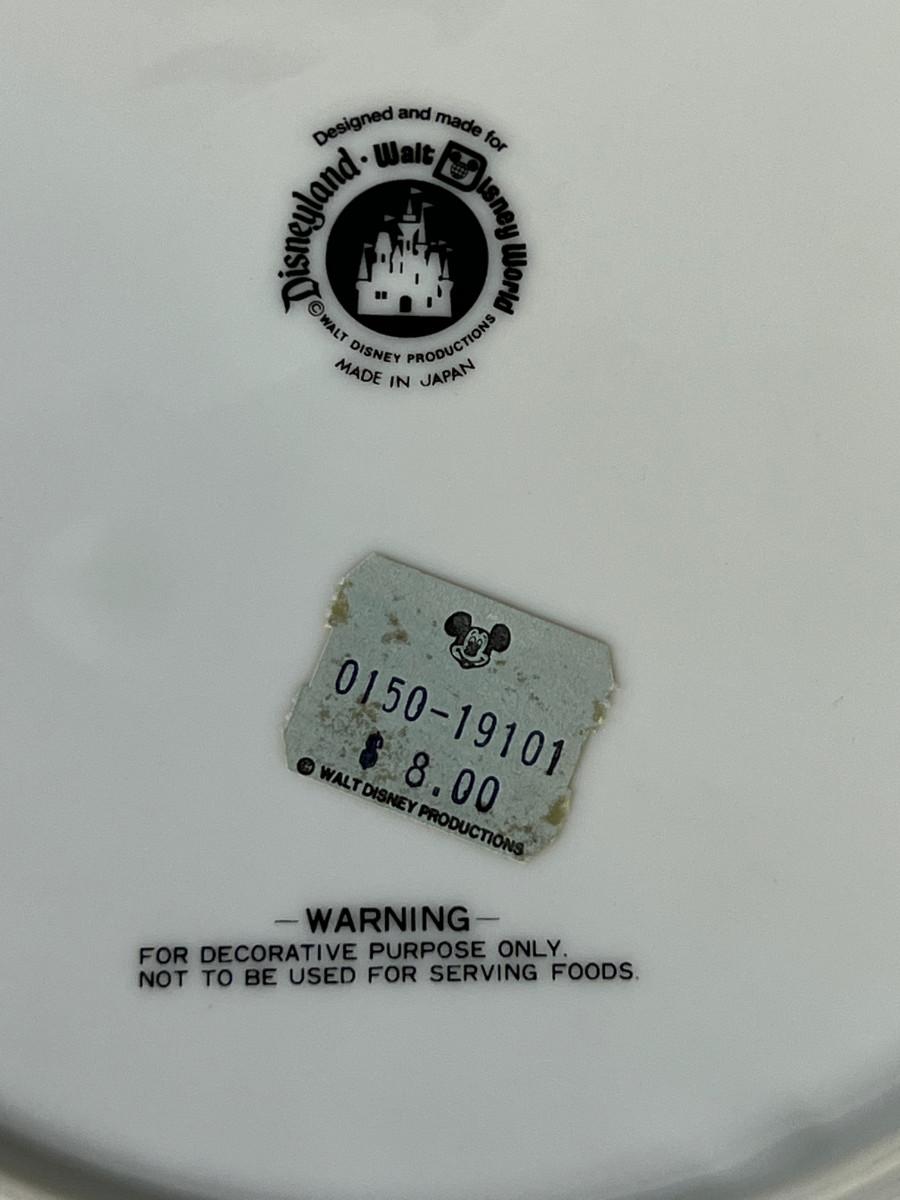 Designed and made for
Disneyland · Walt Disney World
© WALT DISNEY PRODUCTIONS
MADE IN JAPAN
0150-19101
$ 8.00
© WALT DISNEY PRODUCTIONS
—WARNING—
FOR DECORATIVE PURPOSE ONLY.
NOT TO BE USED FOR SERVING FOODS.